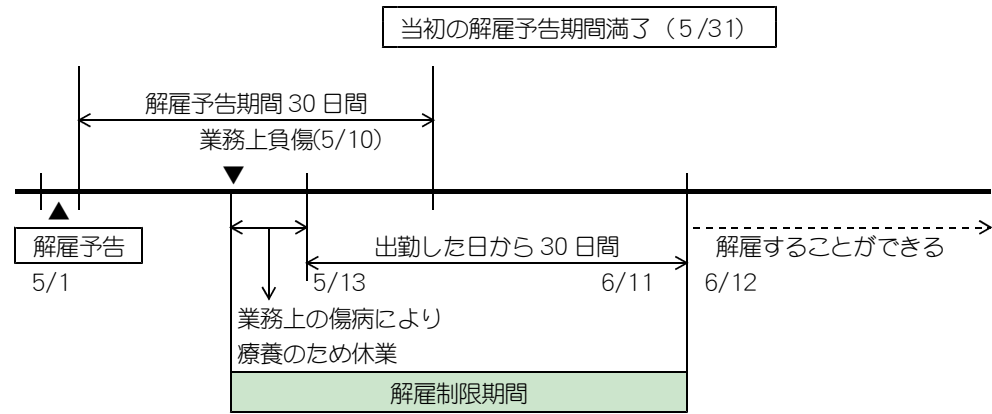 当初の解雇予告期間満了（5/31）
解雇予告期間 30 日間
業務上負傷(5/10)
▼
▲
解雇予告
5/1
出勤した日から 30 日間
解雇することができる
5/13
6/11
6/12
業務上の傷病により
療養のため休業
解雇制限期間